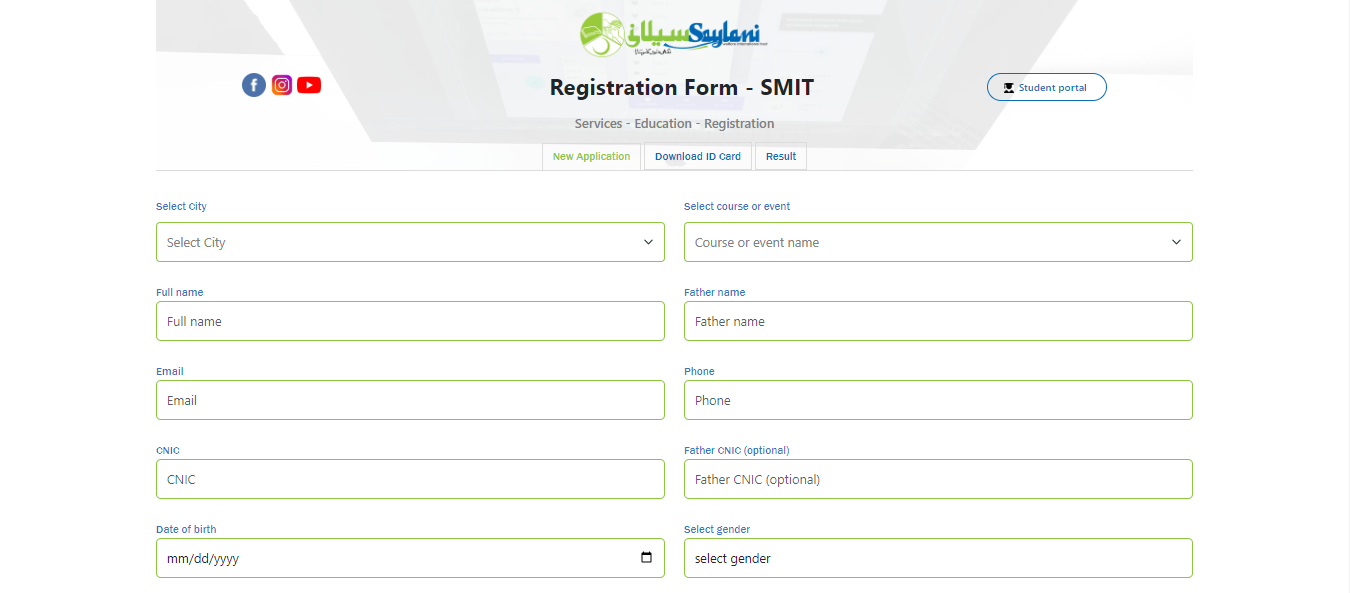 سیلانی Saylani
Registration Form - SMIT
Student portal
Services - Education - Registration
New Application
Download ID Card
Result
Select City
Select course or event
Select City
Course or event name
Full name
Father name
Full name
Father name
Email
Phone
Email
Phone
CNIC
Father CNIC (optional)
CNIC
Father CNIC (optional)
Date of birth
Select gender
mm/dd/yyyy
select gender